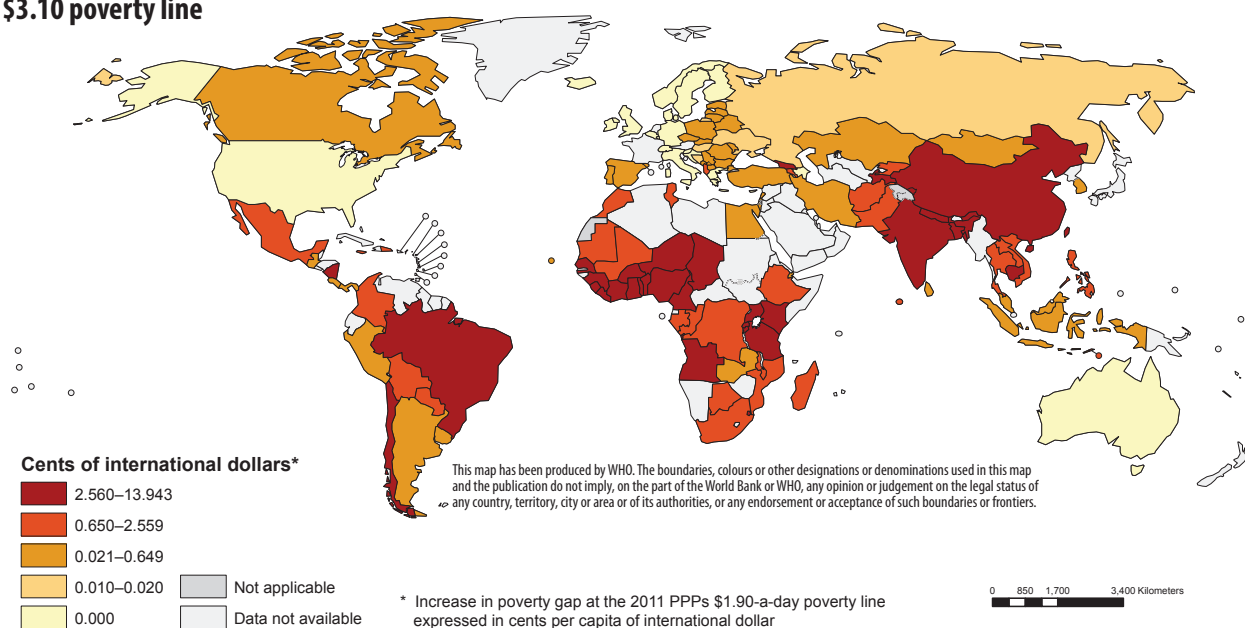 $3.10 poverty line
Cents of international dollars*
2.560–13.943
0.650–2.559
0.021–0.649
0.010–0.020
0.000
Not applicable
Data not available
This map has been produced by WHO. The boundaries, colours or other designations or denominations used in this map
and the publication do not imply, on the part of the World Bank or WHO, any opinion or judgement on the legal status of
any country, territory, city or area or of its authorities, or any endorsement or acceptance of such boundaries or frontiers.
* Increase in poverty gap at the 2011 PPPs $1.90-a-day poverty line
expressed in cents per capita of international dollar
0 850 1,700 3,400 Kilometers